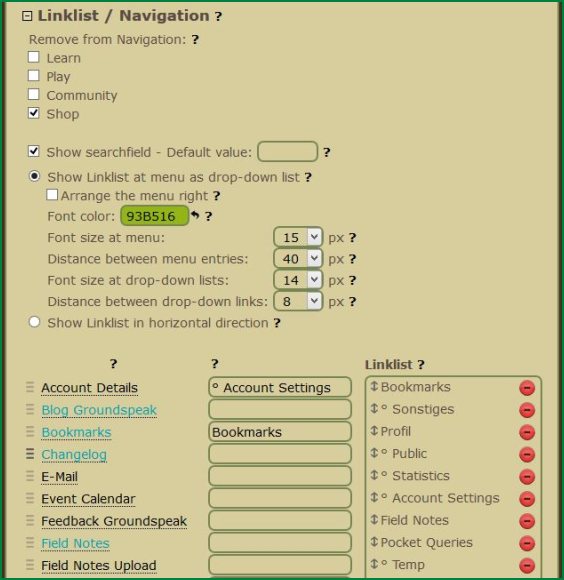 Linklist / Navigation ?
Remove from Navigation: ?
Learn
Play
Community
Shop
Show searchfield - Default value: ?
Show Linklist at menu as drop-down list ?
Arrange the menu right ?
Font color: 93B516 ?
Font size at menu: 15 px ?
Distance between menu entries: 40 px ?
Font size at drop-down lists: 14 px ?
Distance between drop-down links: 8 px ?
Show Linklist in horizontal direction ?
? ? Linklist ?
Account Details ° Account Settings Bookmarks
Blog Groundspeak ° Sonstiges
Bookmarks Bookmarks Profil
Changelog ° Public
E-Mail ° Statistics
Event Calendar ° Account Settings
Feedback Groundspeak Field Notes
Field Notes Pocket Queries
Field Notes Upload ° Temp